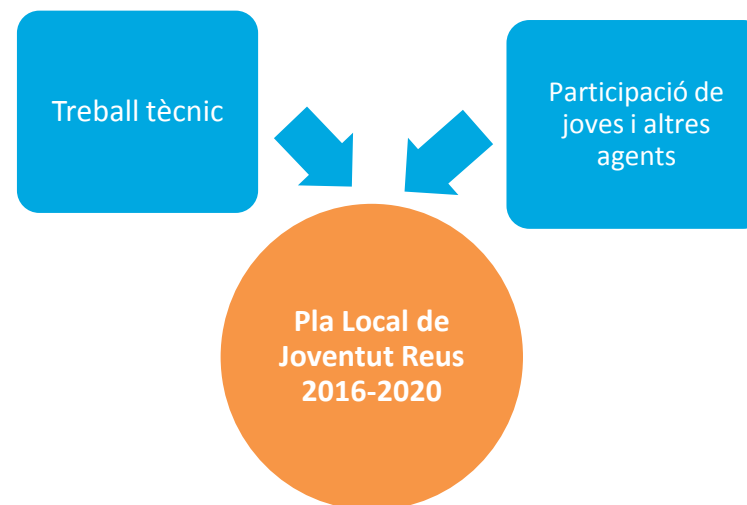 Treball tècnic
Participació de
joves i altres
agents
Pla Local de
Joventut Reus
2016-2020